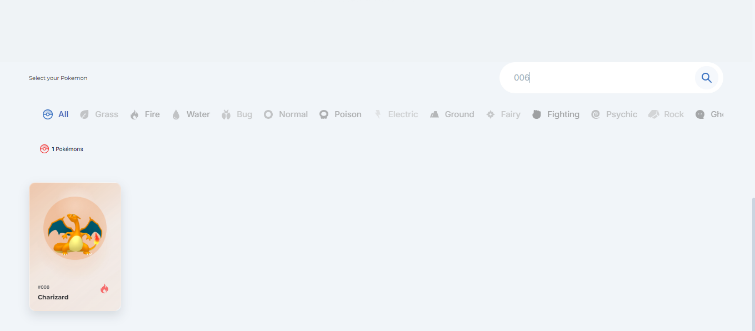 Select your Pokemon
006
All Grass Fire Water Bug Normal Poison Electric Ground Fairy Fighting Psychic Rock Gho
1 Pokémons
#006
Charizard